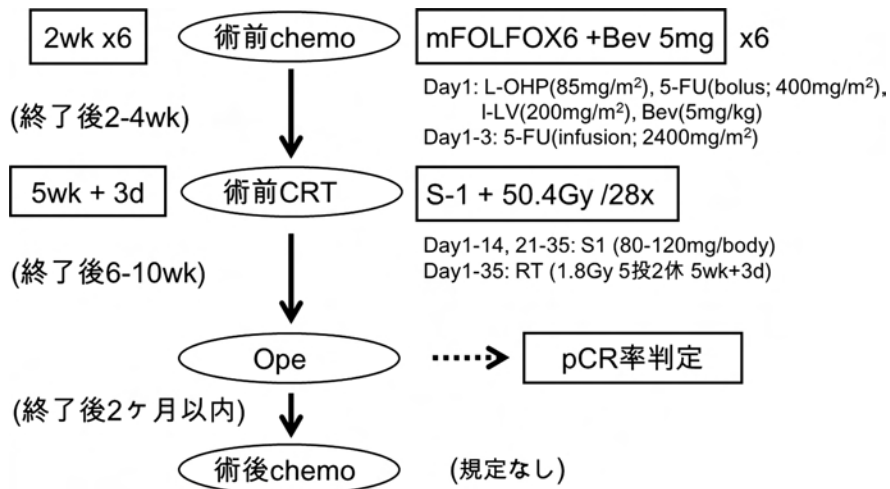 2wk x6 術前chemo mFOLFOX6 +Bev 5mg x6
Day1: L-OHP(85mg/m²), 5-FU(bolus; 400mg/m²),
l-LV(200mg/m²), Bev(5mg/kg)
Day1-3: 5-FU(infusion; 2400mg/m²)
(終了後2-4wk)
5wk + 3d 術前CRT S-1 + 50.4Gy /28x
Day1-14, 21-35: S1 (80-120mg/body)
Day1-35: RT (1.8Gy 5投2休 5wk+3d)
(終了後6-10wk)
Ope pCR率判定
(終了後2ヶ月以内)
術後chemo (規定なし)